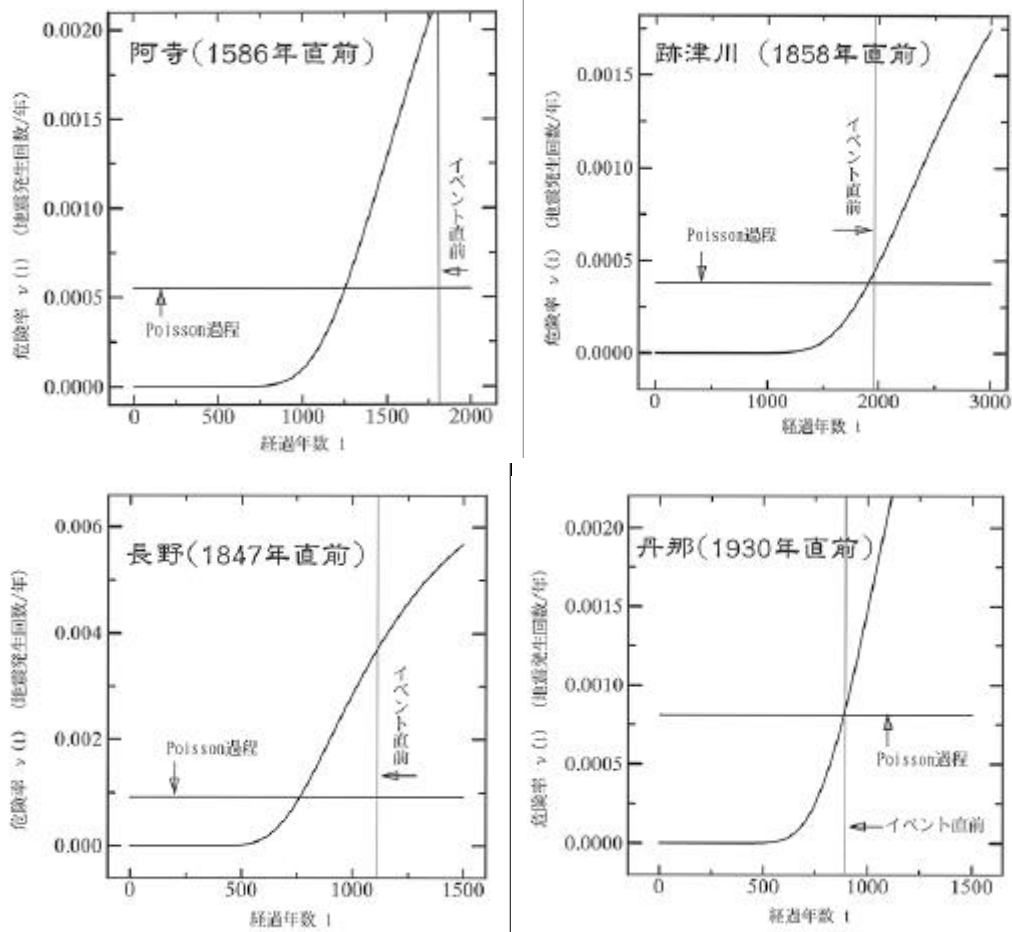 0.0020
0.0015
0.0010
0.0005
0.0000
危険率 ν(t) (地震発生回数/年)
阿寺(1586年直前)
イベント直前
Poisson過程
0
500
1000
1500
2000
経過年数 t
0.0015
0.0010
0.0005
0.0000
危険率 ν(t) (地震発生回数/年)
跡津川 (1858年直前)
イベント直前
Poisson過程
0
1000
2000
3000
経過年数 t
0.006
0.004
0.002
0.000
危険率 ν(t) (地震発生回数/年)
長野(1847年直前)
イベント直前
Poisson過程
0
500
1000
1500
経過年数 t
0.0020
0.0015
0.0010
0.0005
0.0000
危険率 ν(t) (地震発生回数/年)
丹那(1930年直前)
Poisson過程
イベント直前
0
500
1000
1500
経過年数 t